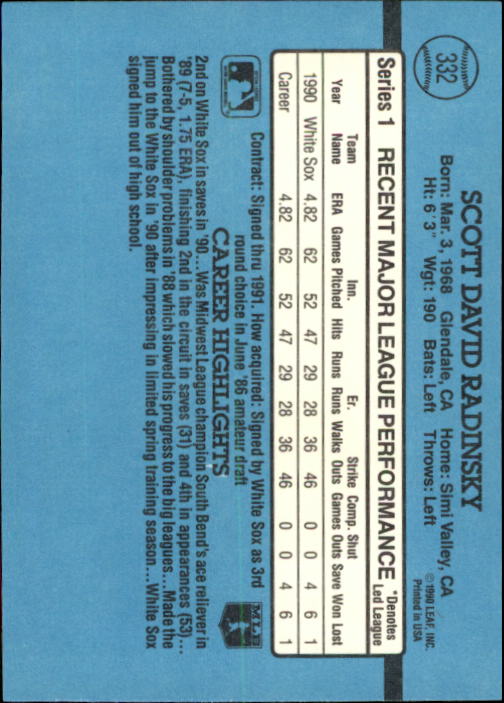 332
SCOTT DAVID RADINSKY
Born: Mar. 3, 1968 Glendale, CA Home: Simi Valley, CA
Ht: 6' 3" Wgt: 190 Bats: Left Throws: Left
©1990 LEAF, INC.
Printed in USA
Series 1 RECENT MAJOR LEAGUE PERFORMANCE *Denotes Led League
Team Inn. Er. Strike Comp. Shut
Year Name ERA Games Pitched Hits Runs Runs Walks Outs Games Outs Save Won Lost
1990 White Sox 4.82 62 52 47 29 28 36 46 0 0 4 6 1
Career 4.82 62 52 47 29 28 36 46 0 0 4 6 1
Contract: Signed thru 1991. How acquired: Signed by White Sox as 3rd
round choice in June '86 amateur draft
CAREER HIGHLIGHTS
MLB
2nd on White Sox in saves in '90...Was Midwest League champion South Bend's ace reliever in
'89 (7-5, 1.75 ERA), finishing 2nd in the circuit in saves (31) and 4th in appearances (53)...
Bothered by shoulder problems in '88 which slowed his progress to the big leagues...Made the
jump to the White Sox in '90 after impressing in limited spring training season...White Sox
signed him out of high school.